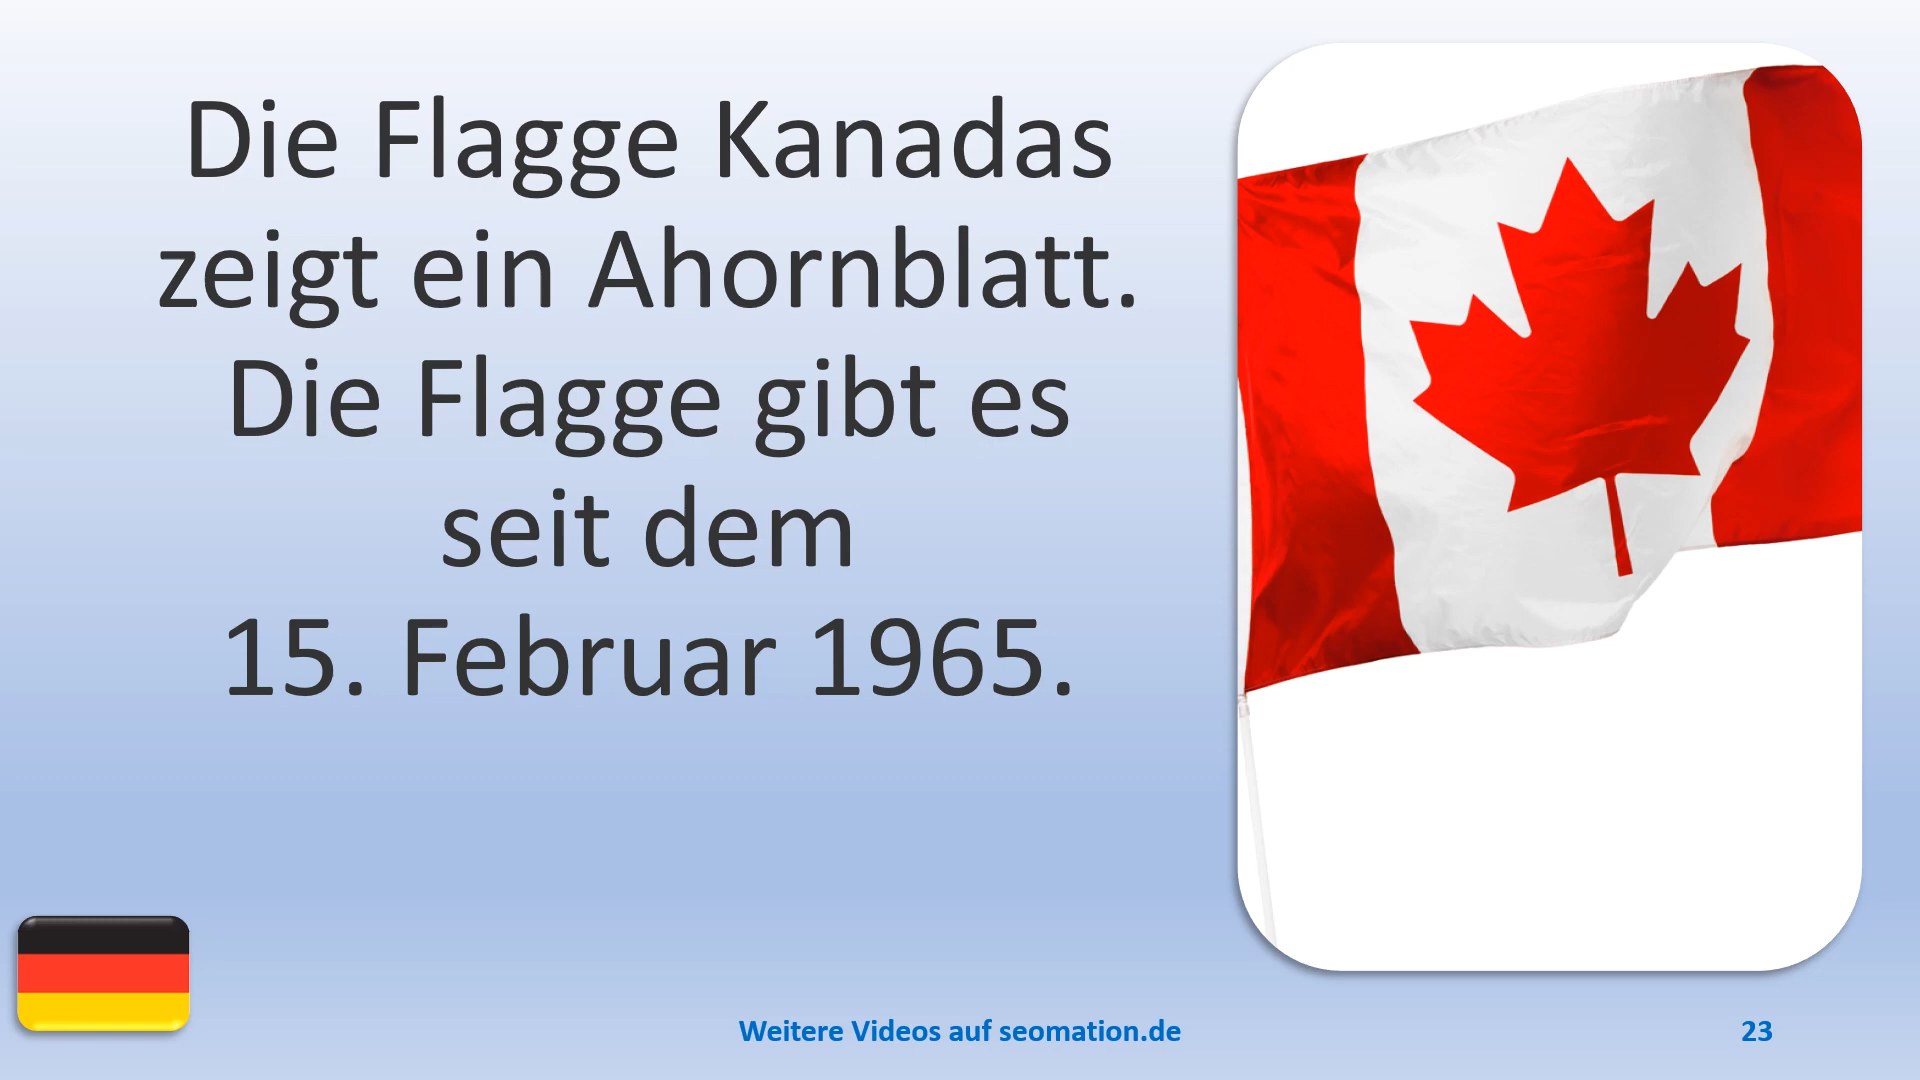 Die Flagge Kanadas
zeigt ein Ahornblatt.
Die Flagge gibt es
seit dem
15. Februar 1965.
Weitere Videos auf seomation.de
23